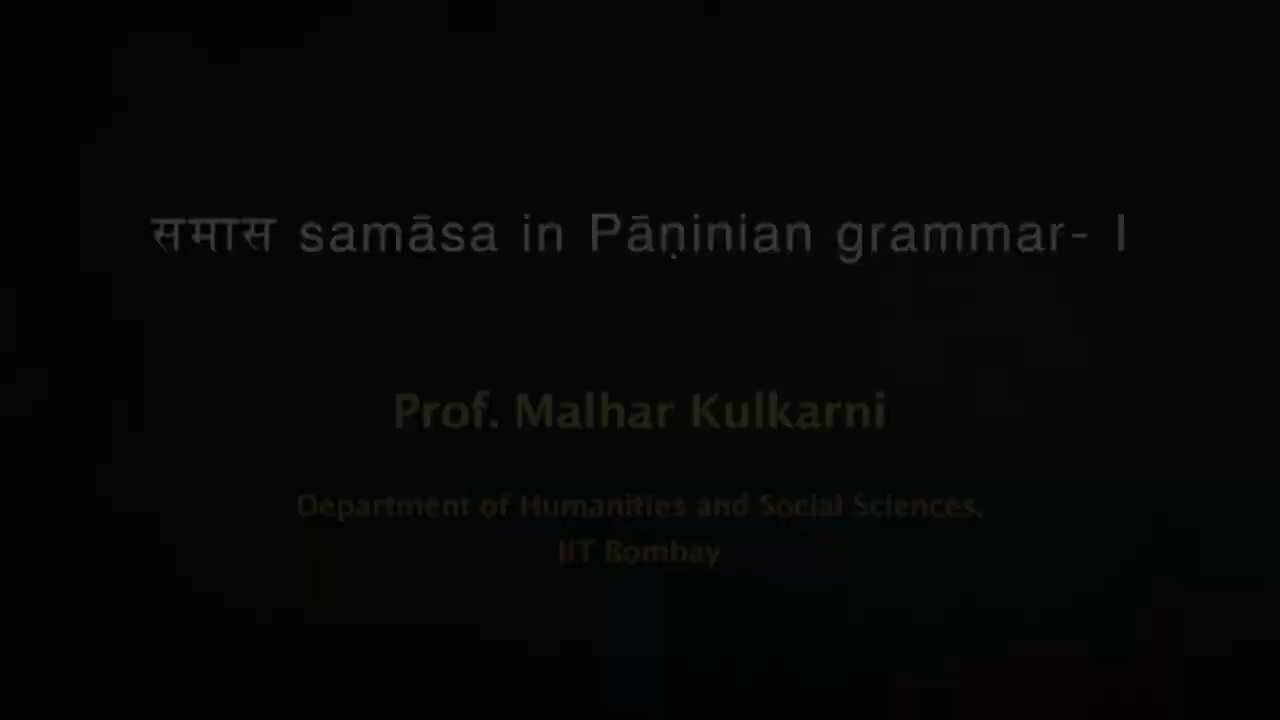 समास samāsa in Pāṇinian grammar- I
Prof. Malhar Kulkarni
Department of Humanities and Social Sciences,
IIT Bombay